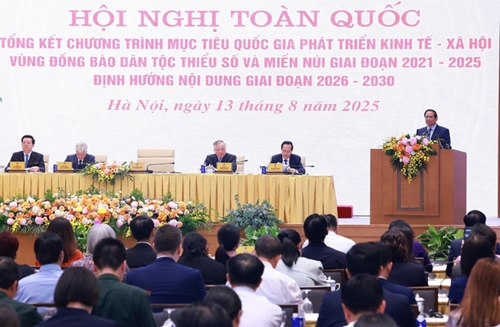 HỘI NGHỊ TOÀN QUỐC
TỔNG KẾT CHƯƠNG TRÌNH MỤC TIÊU QUỐC GIA PHÁT TRIỂN KINH TẾ - XÃ HỘI
VÙNG ĐỒNG BÀO DÂN TỘC THIỂU SỐ VÀ MIỀN NÚI GIAI ĐOẠN 2021 - 2025
ĐỊNH HƯỚNG NỘI DUNG GIAI ĐOẠN 2026 - 2030
Hà Nội, ngày 13 tháng 8 năm 2025